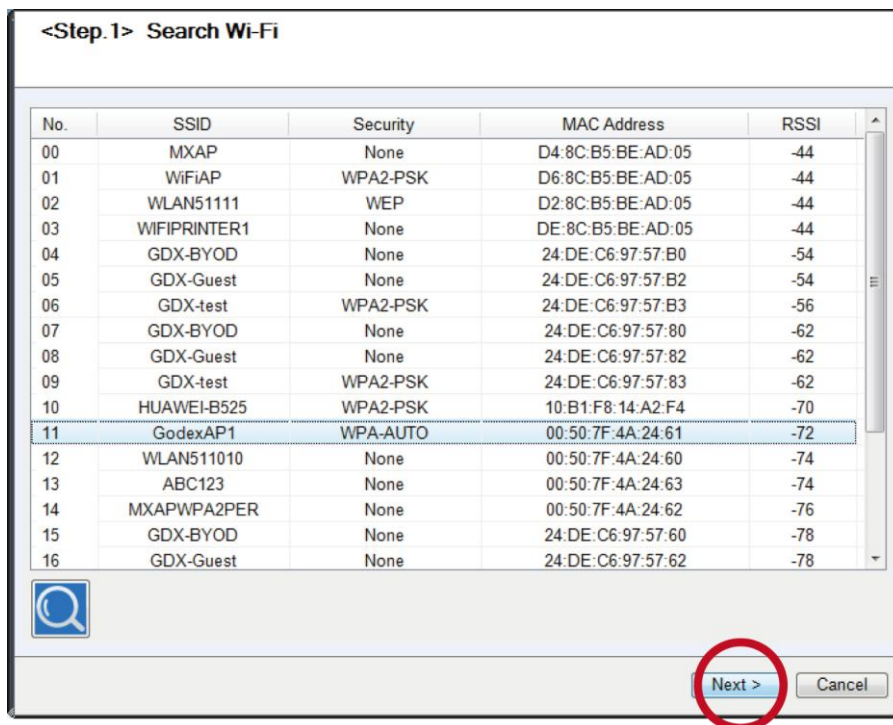 <Step.1> Search Wi-Fi
No. SSID Security MAC Address RSSI
00 MXAP None D4:8C:B5:BE:AD:05 -44
01 WiFiAP WPA2-PSK D6:8C:B5:BE:AD:05 -44
02 WLAN51111 WEP D2:8C:B5:BE:AD:05 -44
03 WIFIPRINTER1 None DE:8C:B5:BE:AD:05 -44
04 GDX-BYOD None 24:DE:C6:97:57:B0 -54
05 GDX-Guest None 24:DE:C6:97:57:B2 -54
06 GDX-test WPA2-PSK 24:DE:C6:97:57:B3 -56
07 GDX-BYOD None 24:DE:C6:97:57:80 -62
08 GDX-Guest None 24:DE:C6:97:57:82 -62
09 GDX-test WPA2-PSK 24:DE:C6:97:57:83 -62
10 HUAWEI-B525 WPA2-PSK 10:B1:F8:14:A2:F4 -70
11 GodexAP1 WPA-AUTO 00:50:7F:4A:24:61 -72
12 WLAN511010 None 00:50:7F:4A:24:60 -74
13 ABC123 None 00:50:7F:4A:24:63 -74
14 MXAPWPA2PER None 00:50:7F:4A:24:62 -76
15 GDX-BYOD None 24:DE:C6:97:57:60 -78
16 GDX-Guest None 24:DE:C6:97:57:62 -78
Next > Cancel